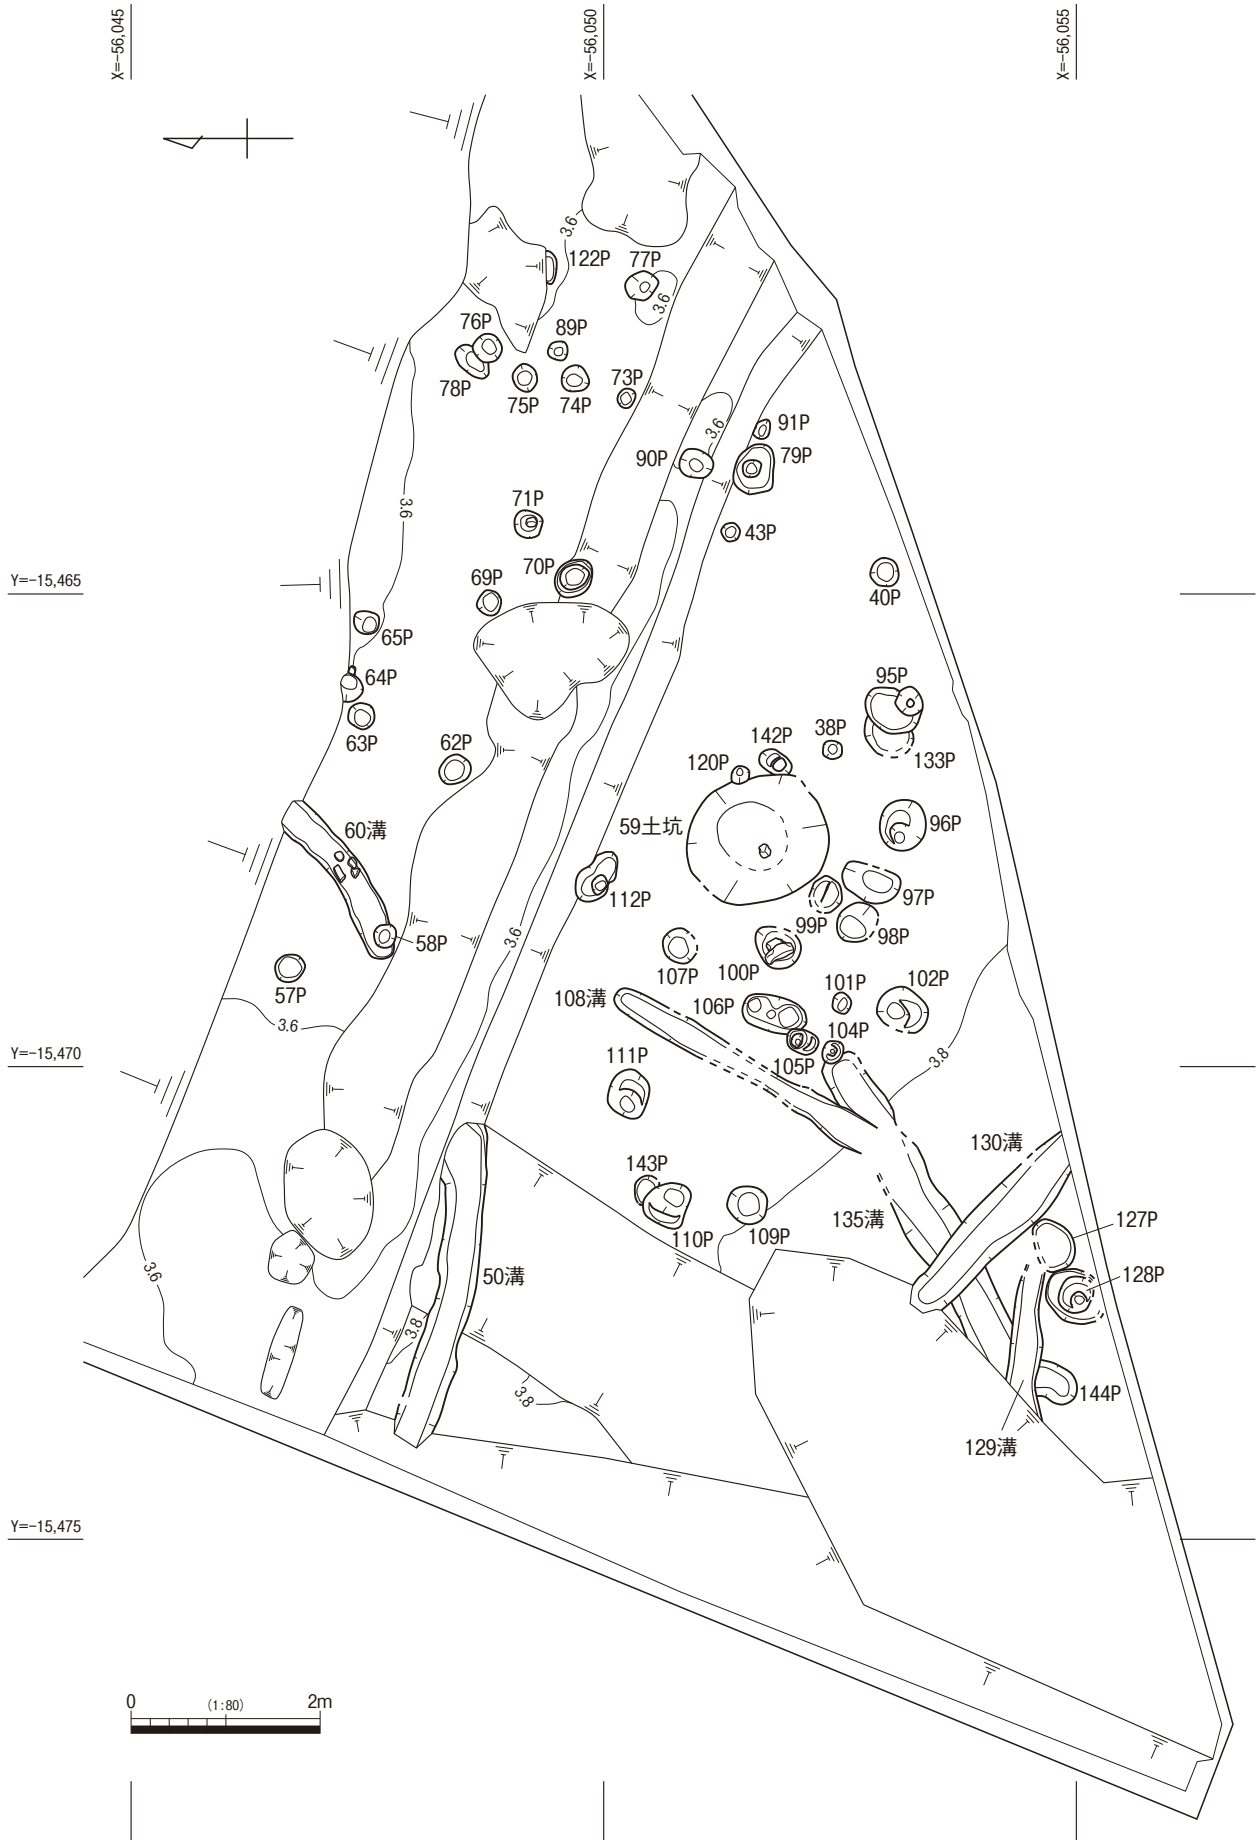 X=-56,045
X=-56,050
X=-56,055
3.6
122P
77P
3.6
76P
89P
78P
75P
74P
73P
3.6
91P
90P
79P
3.6
71P
43P
70P
Y=-15,465
69P
40P
65P
64P
95P
63P
142P
38P
62P
120P
133P
60溝
59土坑
96P
112P
97P
99P
3.6
58P
98P
107P
100P
57P
101P
102P
108溝
106P
3.6
104P
Y=-15,470
111P
105P
3.8
130溝
143P
135溝
127P
110P
109P
3.6
50溝
128P
3.8
3.8
144P
129溝
Y=-15,475
0 (1:80) 2m